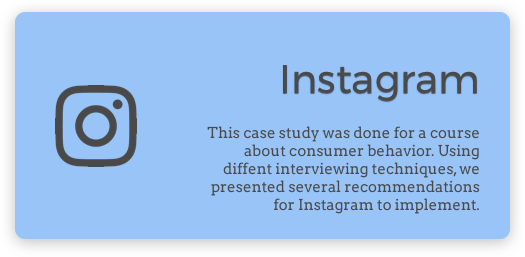 Instagram
This case study was done for a course
about consumer behavior. Using
diffent interviewing techniques, we
presented several recommendations
for Instagram to implement.